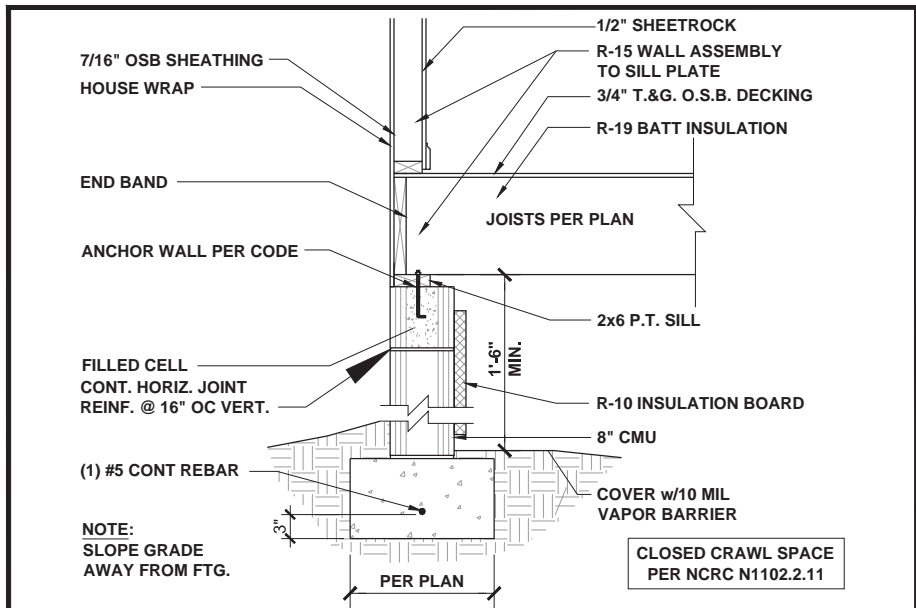 1/2" SHEETROCK
7/16" OSB SHEATHING
HOUSE WRAP
R-15 WALL ASSEMBLY
TO SILL PLATE
3/4" T.&G. O.S.B. DECKING
R-19 BATT INSULATION
END BAND
JOISTS PER PLAN
ANCHOR WALL PER CODE
2x6 P.T. SILL
1'-6"
MIN.
FILLED CELL
CONT. HORIZ. JOINT
REINF. @ 16" OC VERT.
R-10 INSULATION BOARD
8" CMU
(1) #5 CONT REBAR
3"
COVER w/10 MIL
VAPOR BARRIER
NOTE:
SLOPE GRADE
AWAY FROM FTG.
PER PLAN
CLOSED CRAWL SPACE
PER NCRC N1102.2.11